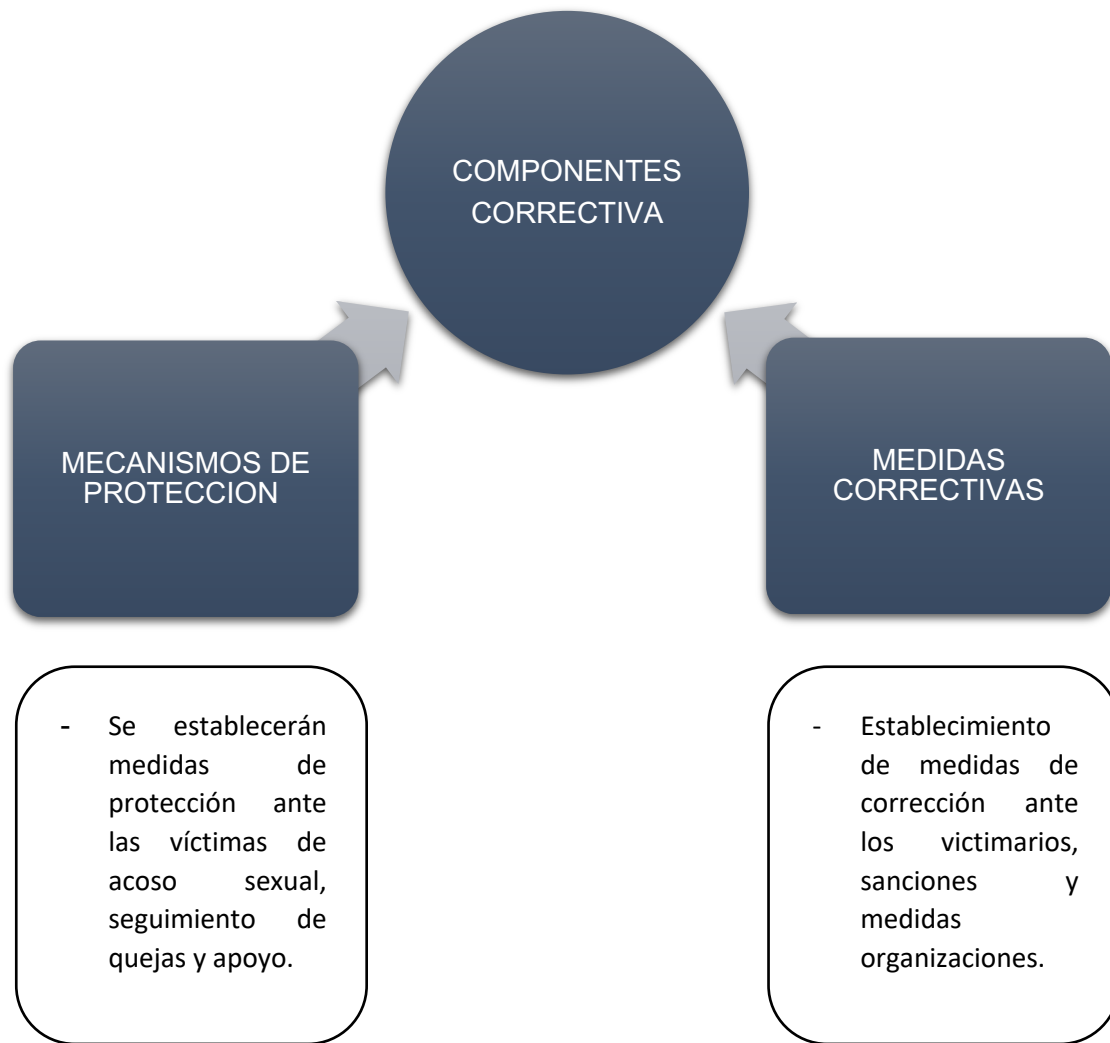 COMPONENTES
CORRECTIVA
MECANISMOS DE
PROTECCION
MEDIDAS
CORRECTIVAS
- Se establecerán
medidas de
protección ante
las víctimas de
acoso sexual,
seguimiento de
quejas y apoyo.
- Establecimiento
de medidas de
corrección ante
los victimarios,
sanciones y
medidas
organizaciones.